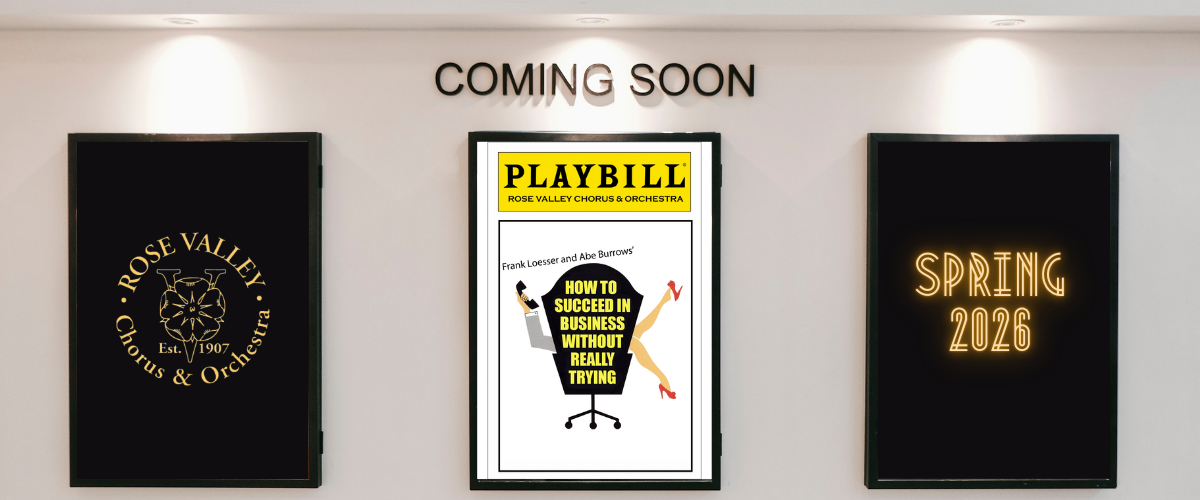 COMING SOON
ROSE VALLEY
Est. 1907
Chorus & Orchestra
PLAYBILL®
ROSE VALLEY CHORUS & ORCHESTRA
Frank Loesser and Abe Burrows'
HOW TO
SUCCEED IN
BUSINESS
WITHOUT
REALLY
TRYING
SPRING
2026